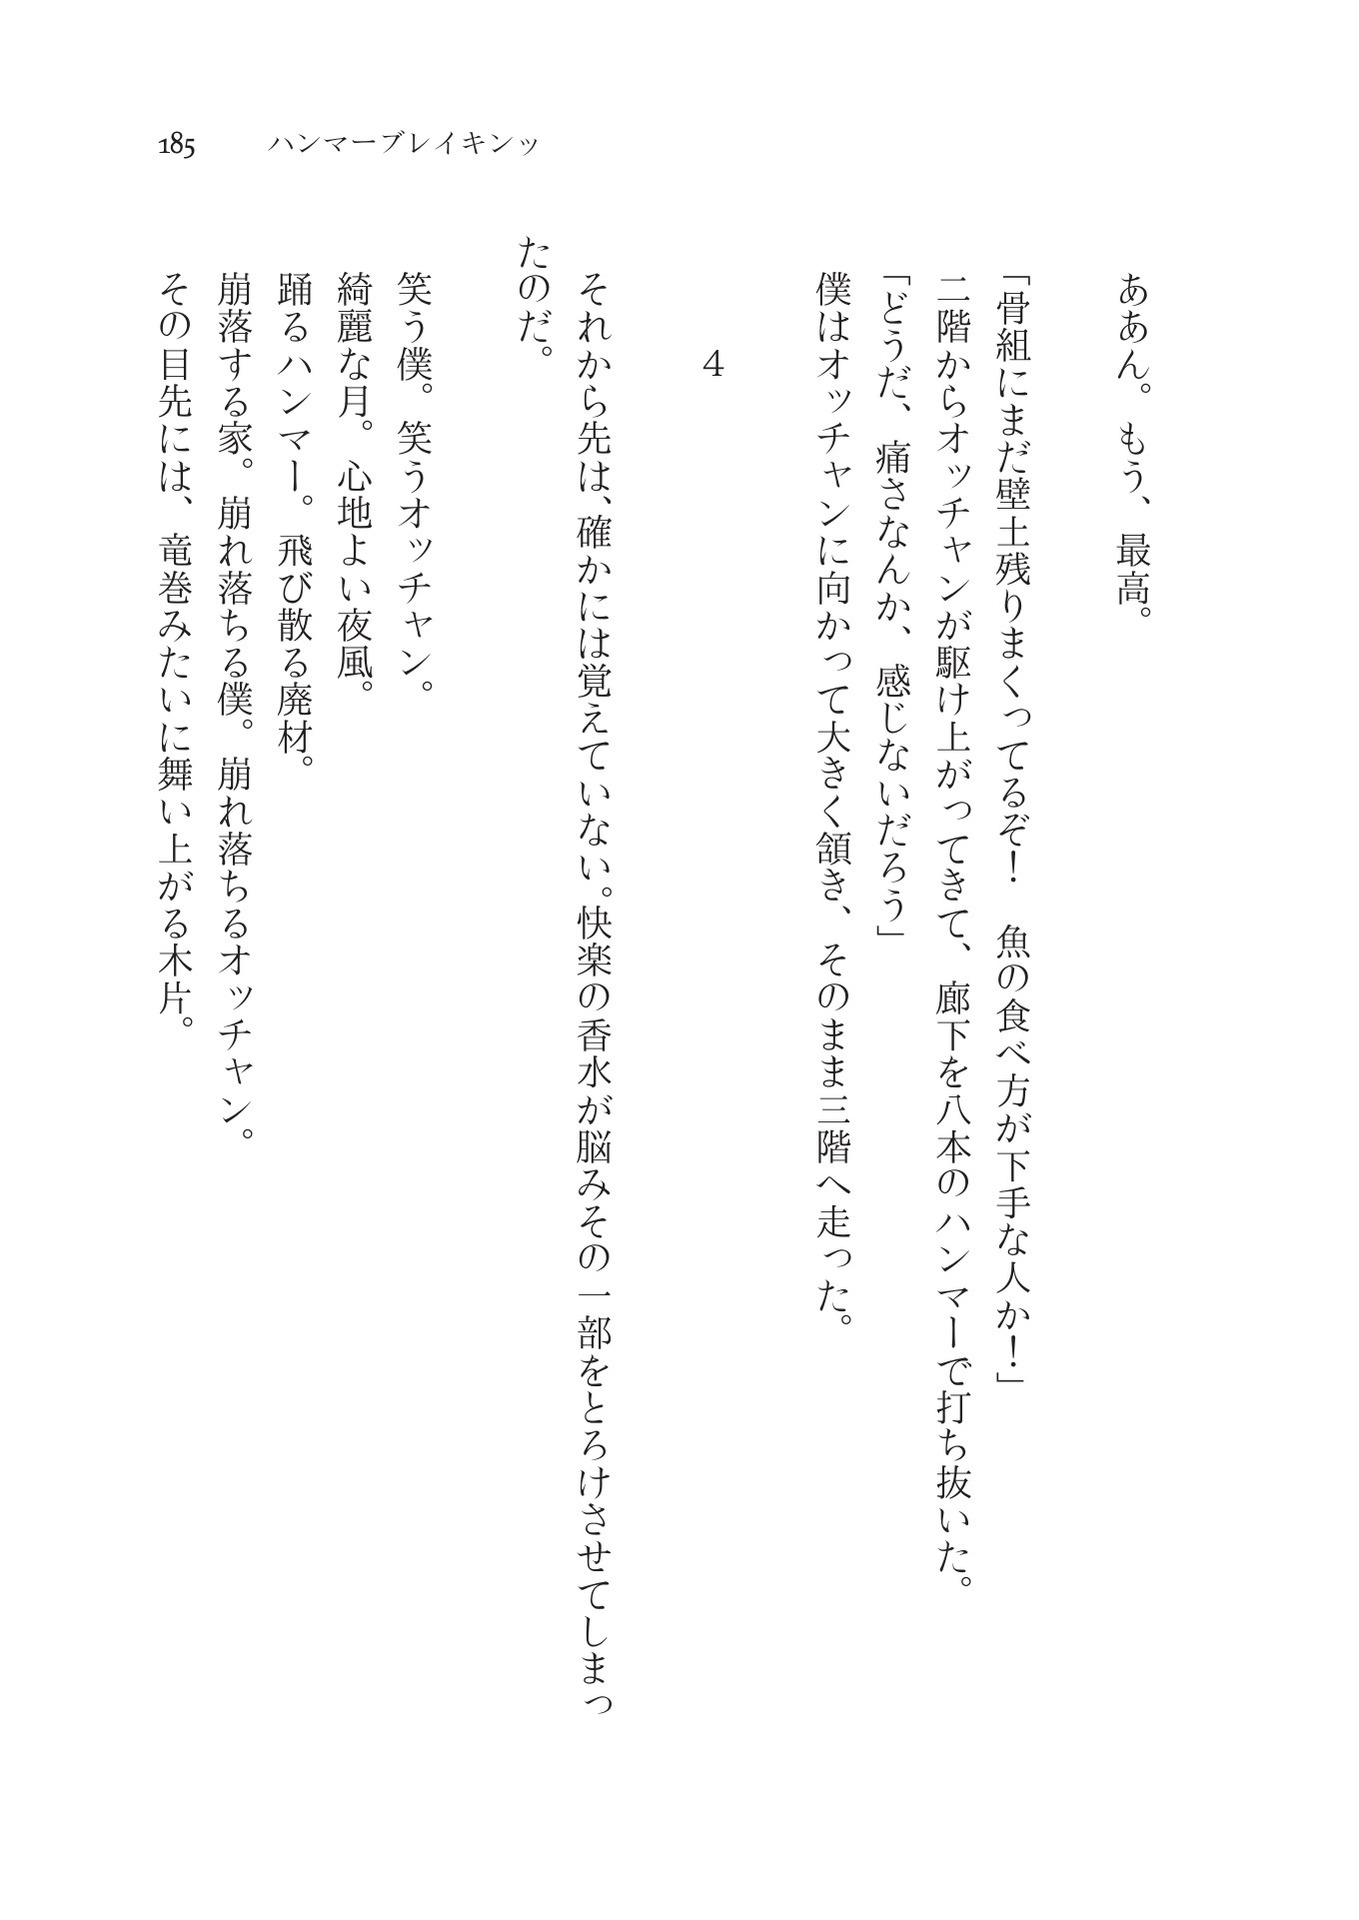 185 ハンマーブレイキンッ
ああん。もう、最高。
「骨組にまだ壁土残りまくってるぞ！　魚の食べ方が下手な人か！」
二階からオッチャンが駆け上がってきて、廊下を八本のハンマーで打ち抜いた。
「どうだ、痛さなんか、感じないだろう」
僕はオッチャンに向かって大きく頷き、そのまま三階へ走った。
4
それから先は、確かには覚えていない。快楽の香水が脳みその一部をとろけさせてしまっ
たのだ。
笑う僕。笑うオッチャン。
綺麗な月。心地よい夜風。
踊るハンマー。飛び散る廃材。
崩落する家。崩れ落ちる僕。崩れ落ちるオッチャン。
その目先には、竜巻みたいに舞い上がる木片。